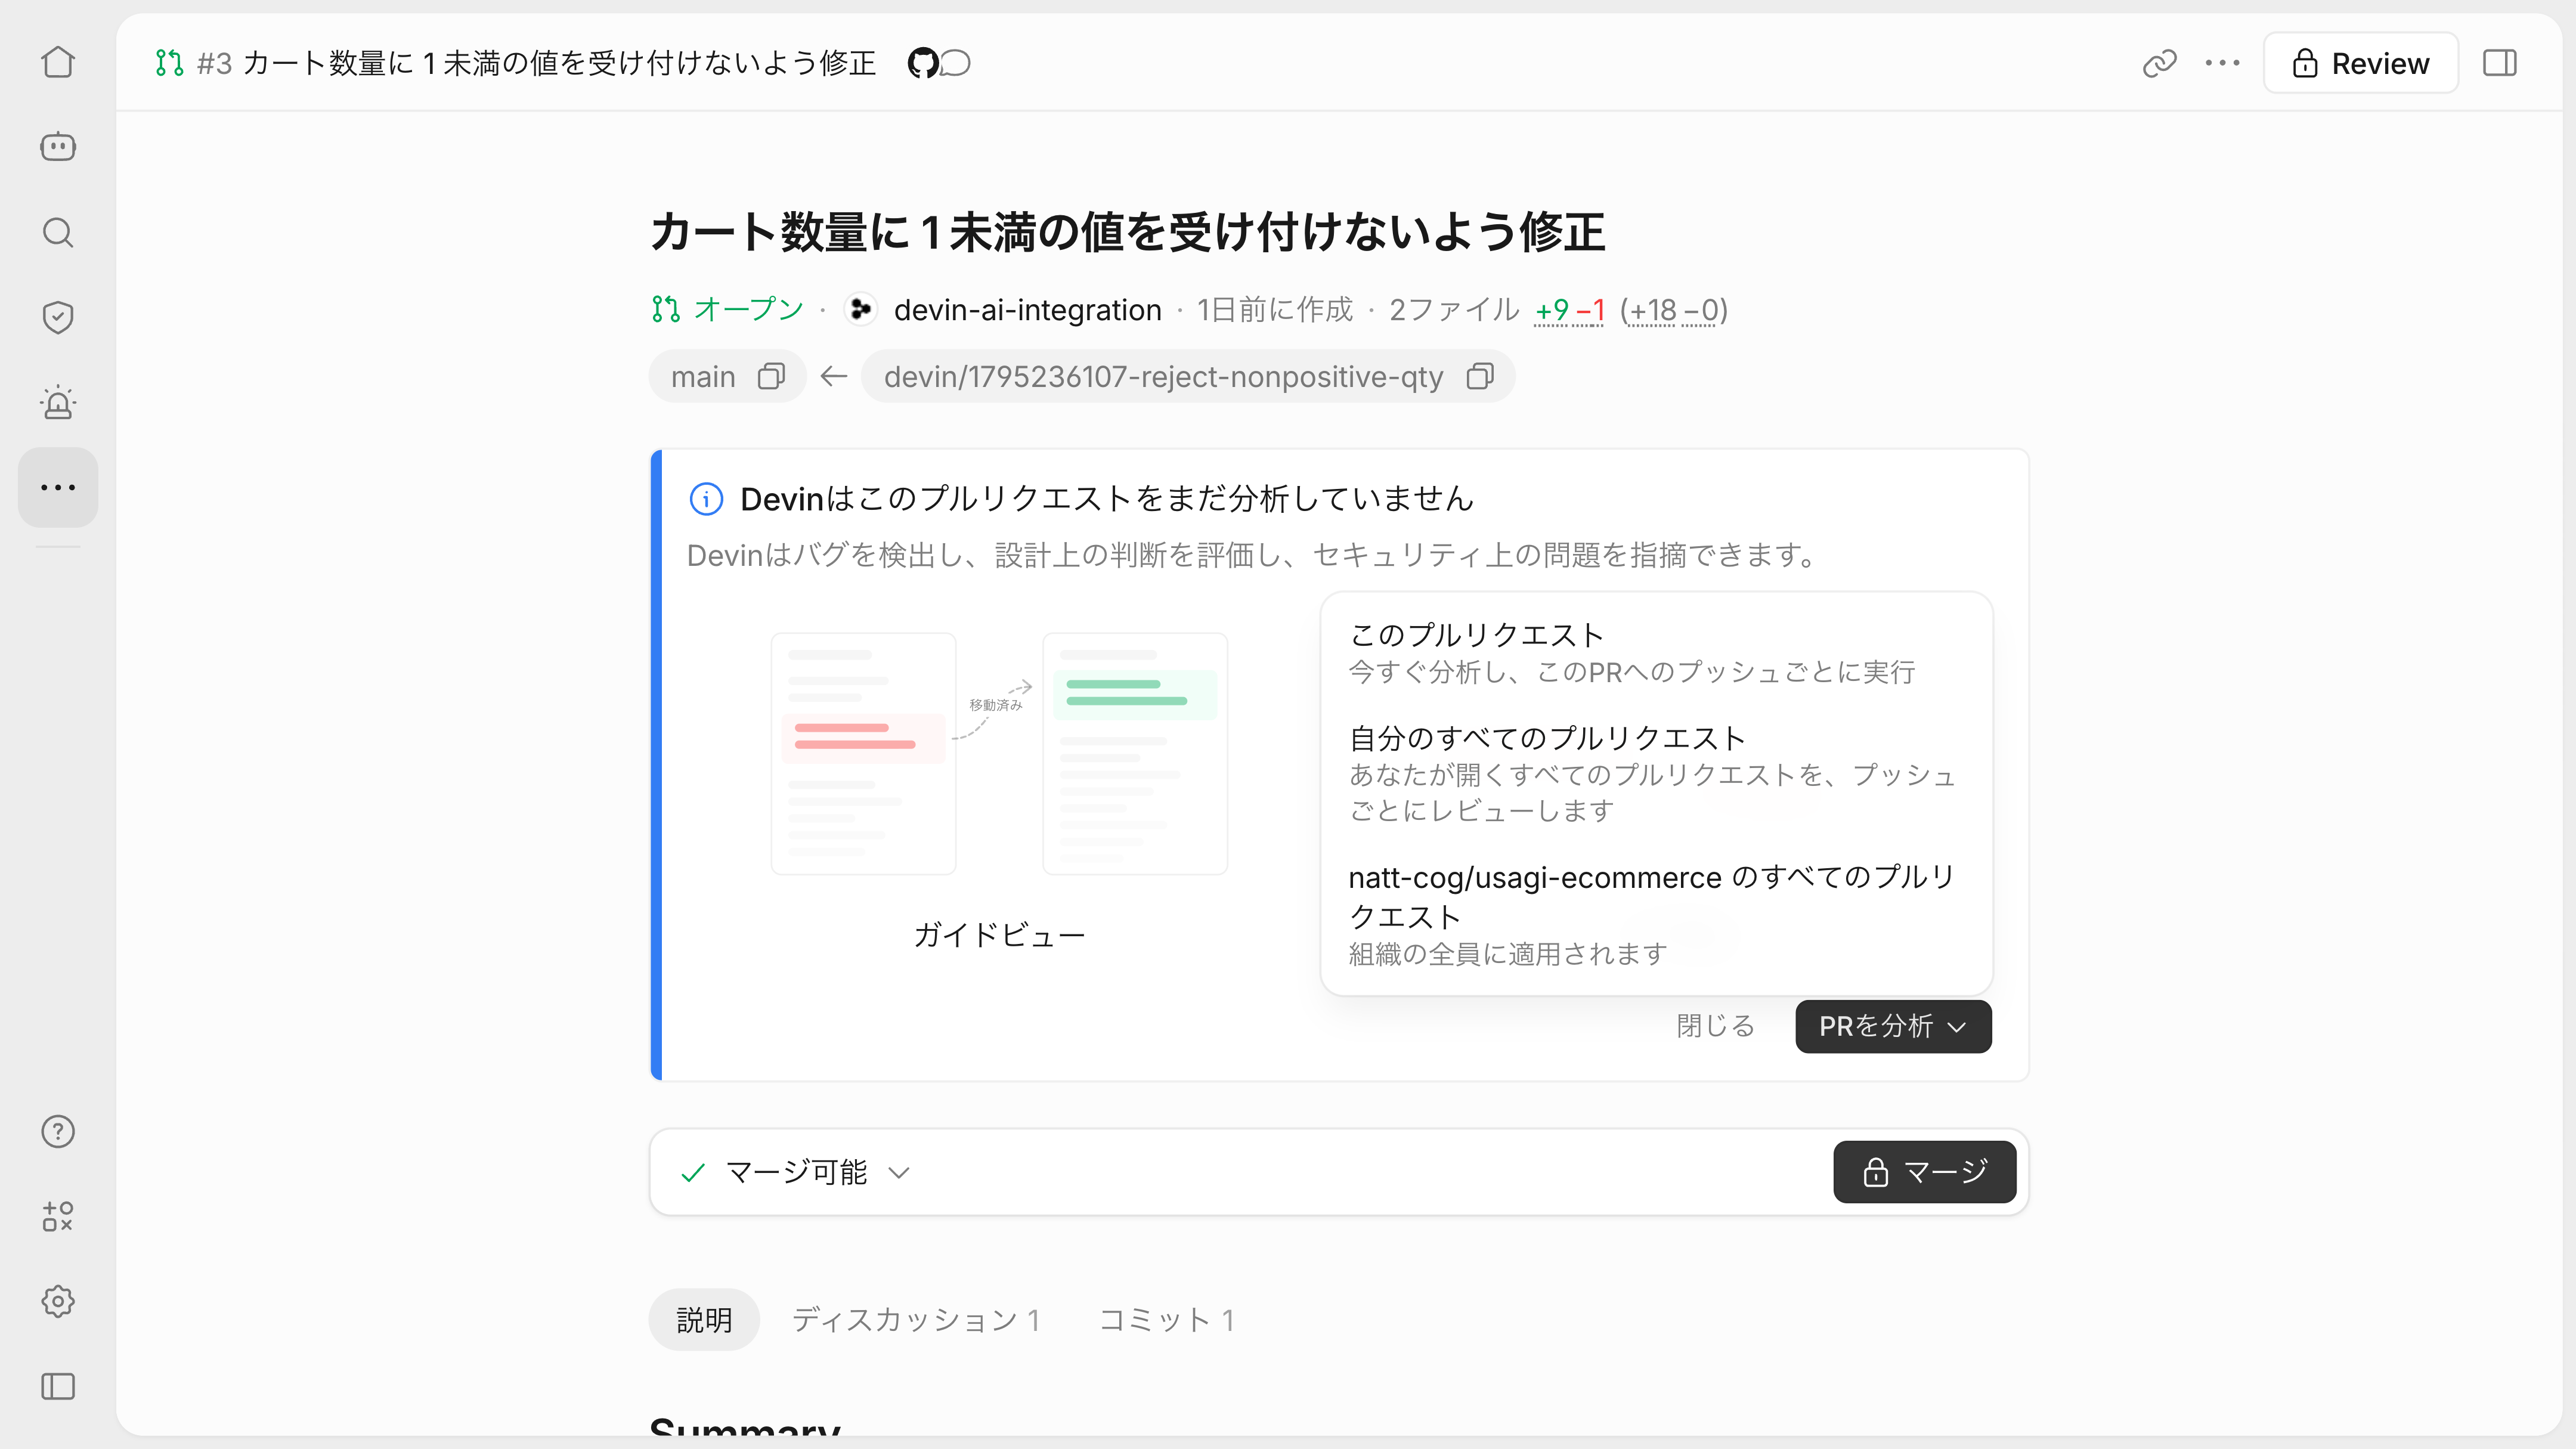 #3 カート数量に 1 未満の値を受け付けないよう修正
Review
カート数量に 1 未満の値を受け付けないよう修正
オープン · devin-ai-integration · 1日前に作成 · 2ファイル +9 −1 (+18 −0)
main ← devin/1795236107-reject-nonpositive-qty
Devinはこのプルリクエストをまだ分析していません
Devinはバグを検出し、設計上の判断を評価し、セキュリティ上の問題を指摘できます。
移動済み
ガイドビュー
このプルリクエスト
今すぐ分析し、このPRへのプッシュごとに実行
自分のすべてのプルリクエスト
あなたが開くすべてのプルリクエストを、プッシュ
ごとにレビューします
natt-cog/usagi-ecommerce のすべてのプルリ
クエスト
組織の全員に適用されます
閉じる
PRを分析
マージ可能
マージ
説明
ディスカッション 1
コミット 1
Summary